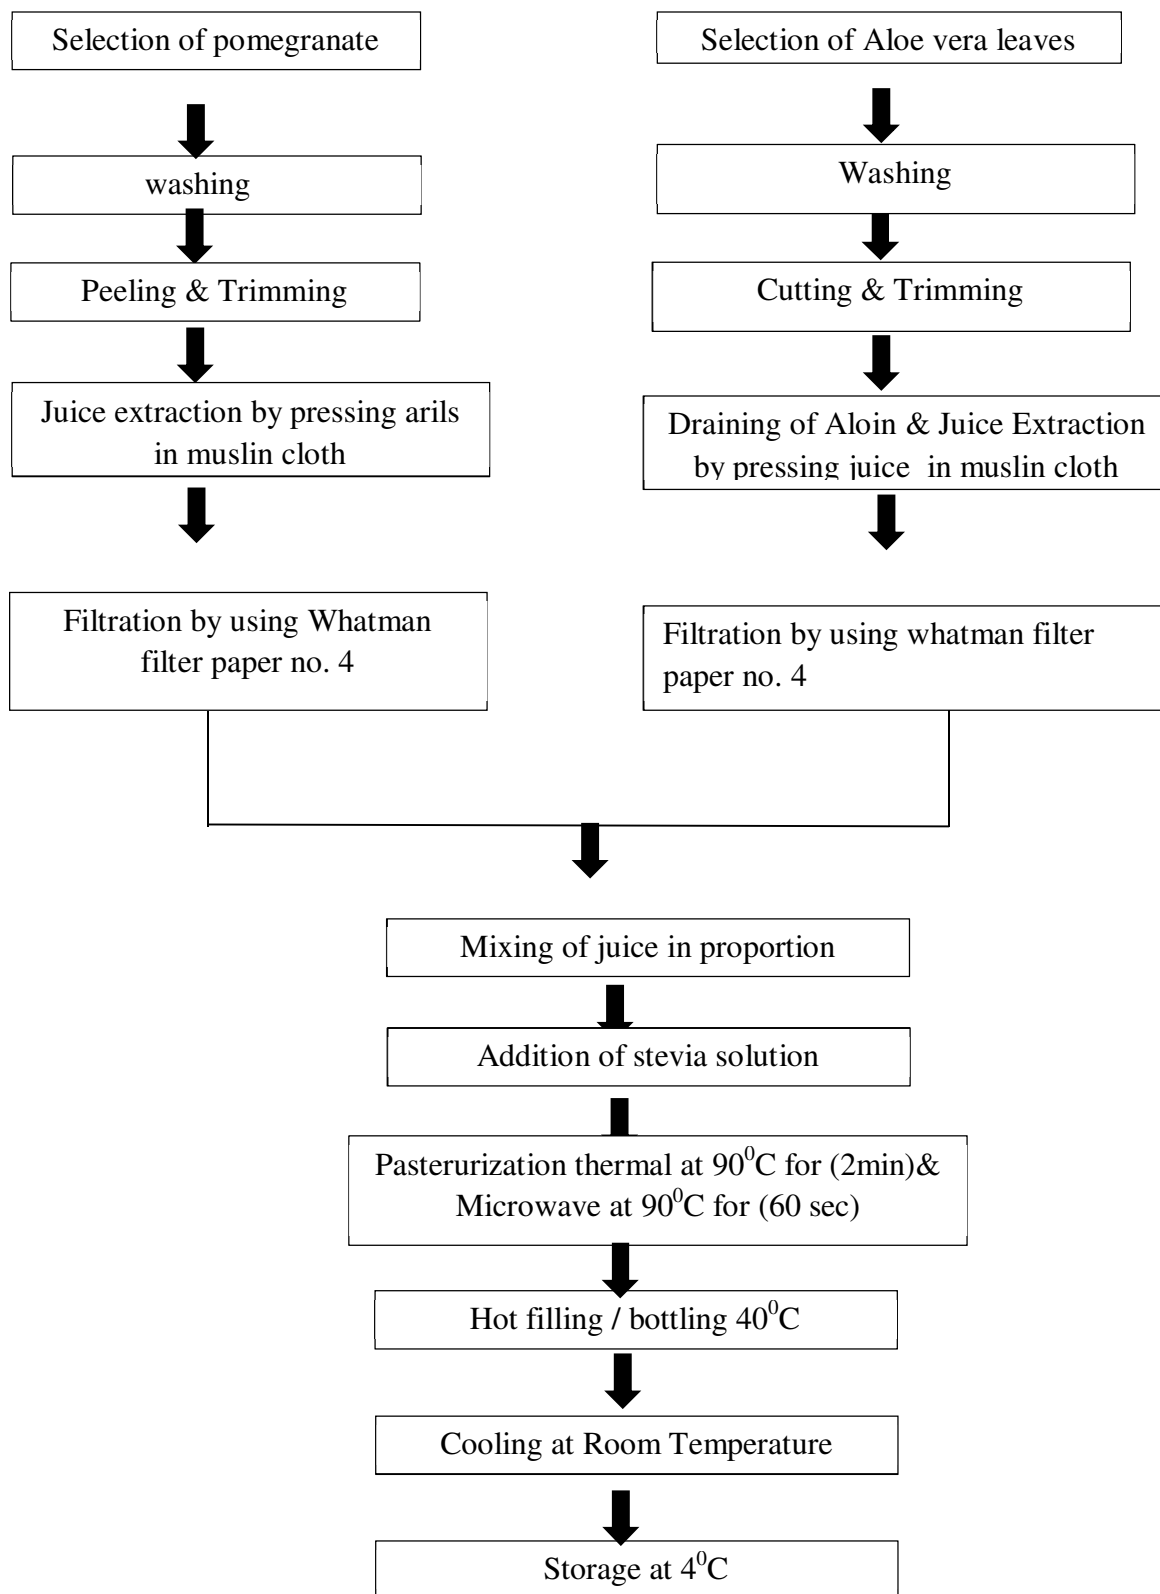 Selection of pomegranate
Selection of Aloe vera leaves
washing
Washing
Peeling & Trimming
Cutting & Trimming
Juice extraction by pressing arils
in muslin cloth
Draining of Aloin & Juice Extraction
by pressing juice in muslin cloth
Filtration by using Whatman
filter paper no. 4
Filtration by using whatman filter
paper no. 4
Mixing of juice in proportion
Addition of stevia solution
Pasterurization thermal at 90⁰C for (2min)&
Microwave at 90⁰C for (60 sec)
Hot filling / bottling 40⁰C
Cooling at Room Temperature
Storage at 4⁰C